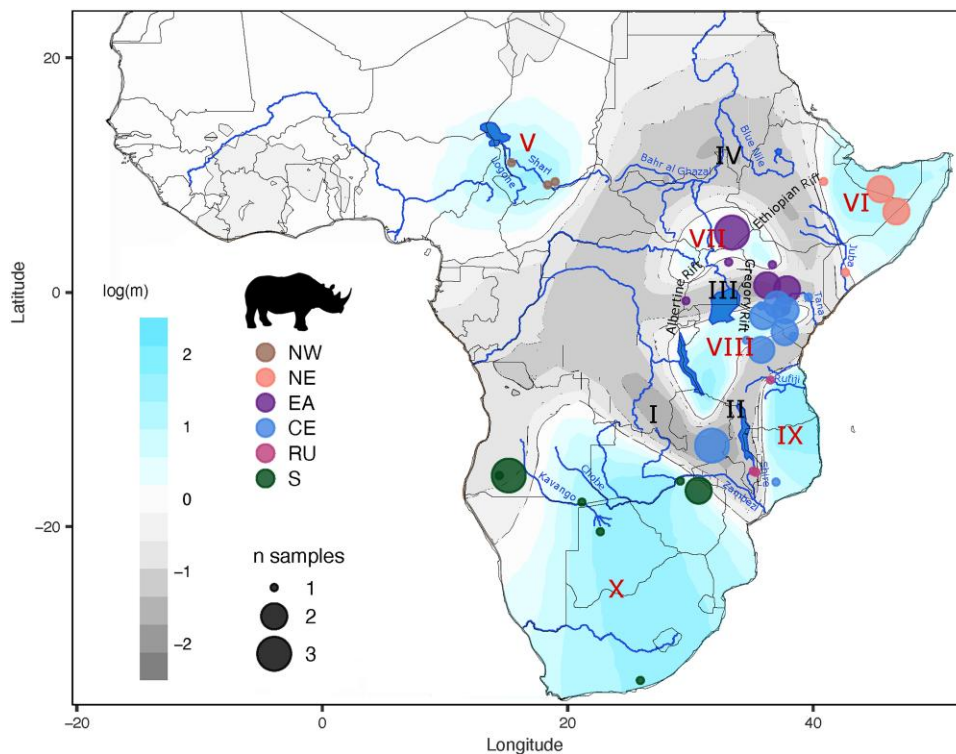 20
0
−20
Latitude
−20
0
20
40
Longitude
log(m)
2
1
0
−1
−2
NW
NE
EA
CE
RU
S
n samples
1
2
3
V
Logone
Shari
Bahr al Ghazal
IV
Blue Nile
Ethiopian Rift
VI
Juba
VII
Albertine Rift
III
Gregory Rift
Tana
VIII
Rufiji
I
II
IX
Shire
Kavango
Chobe
Zambezi
X